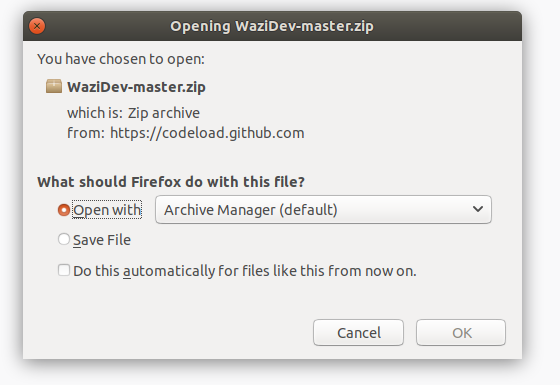 Opening WaziDev-master.zip
You have chosen to open:
WaziDev-master.zip
which is: Zip archive
from: https://codeload.github.com
What should Firefox do with this file?
Open with Archive Manager (default)
Save File
Do this automatically for files like this from now on.
Cancel OK